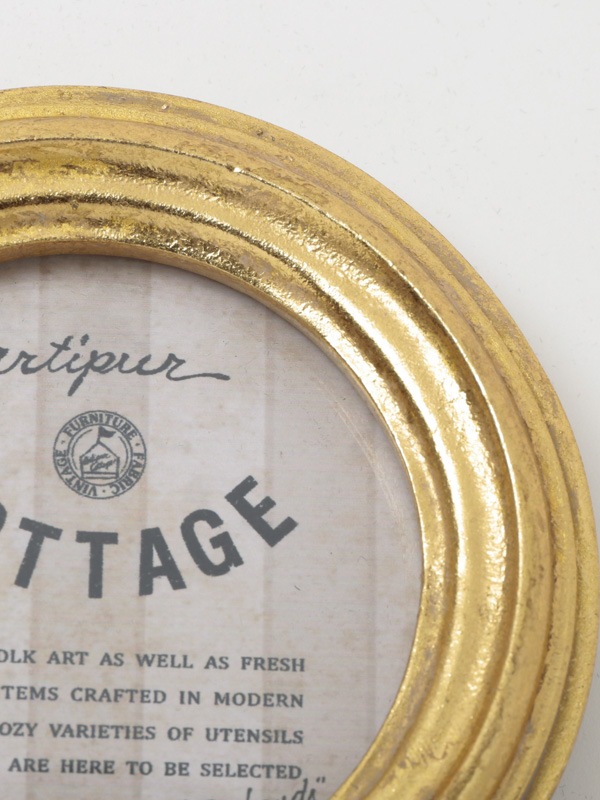 artipur
FURNITURE · FABRIC · VINTAGE
OTTAGE
OLK ART AS WELL AS FRESH
TEMS CRAFTED IN MODERN
OZY VARIETIES OF UTENSILS
ARE HERE TO BE SELECTED